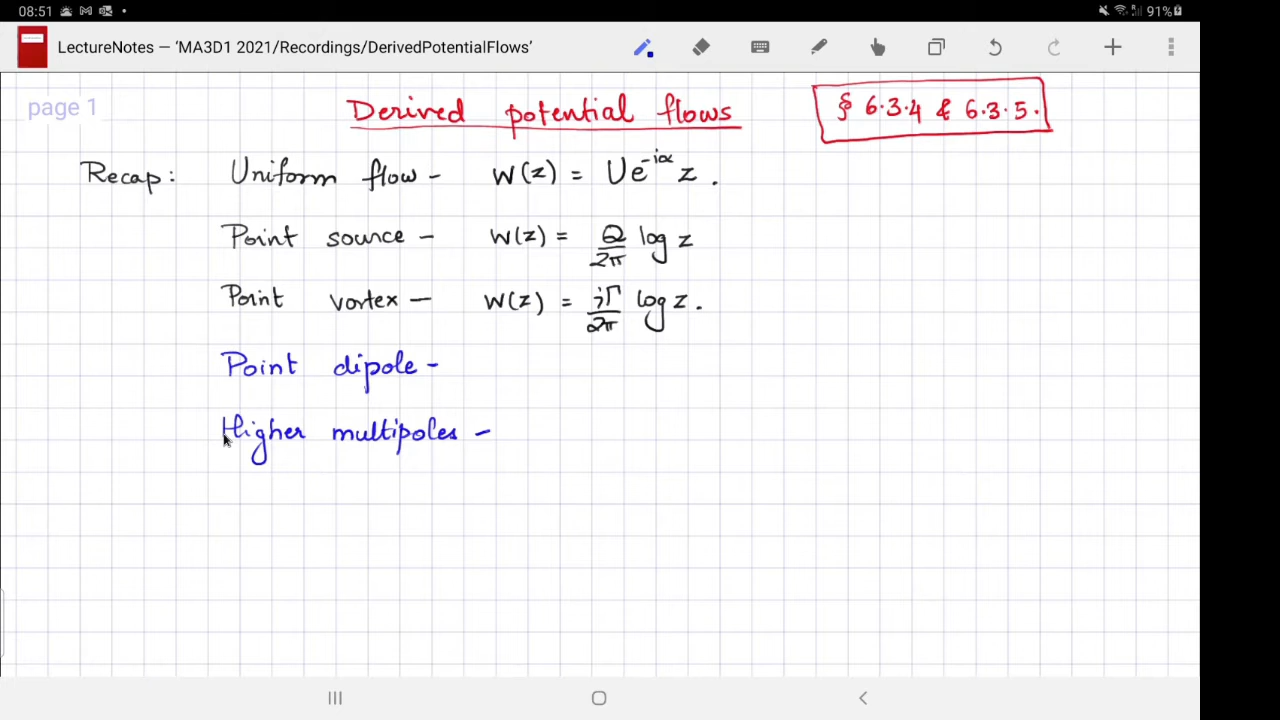 08:51 91%
LectureNotes — ‘MA3D1 2021/Recordings/DerivedPotentialFlows’
page 1
Derived potential flows
§ 6.3.4 & 6.3.5.
Recap: Uniform flow - W(z) = Ue^{-iα} z.
Point source - W(z) = Q/2π log z
Point vortex - W(z) = iΓ/2π log z.
Point dipole -
Higher multipoles -